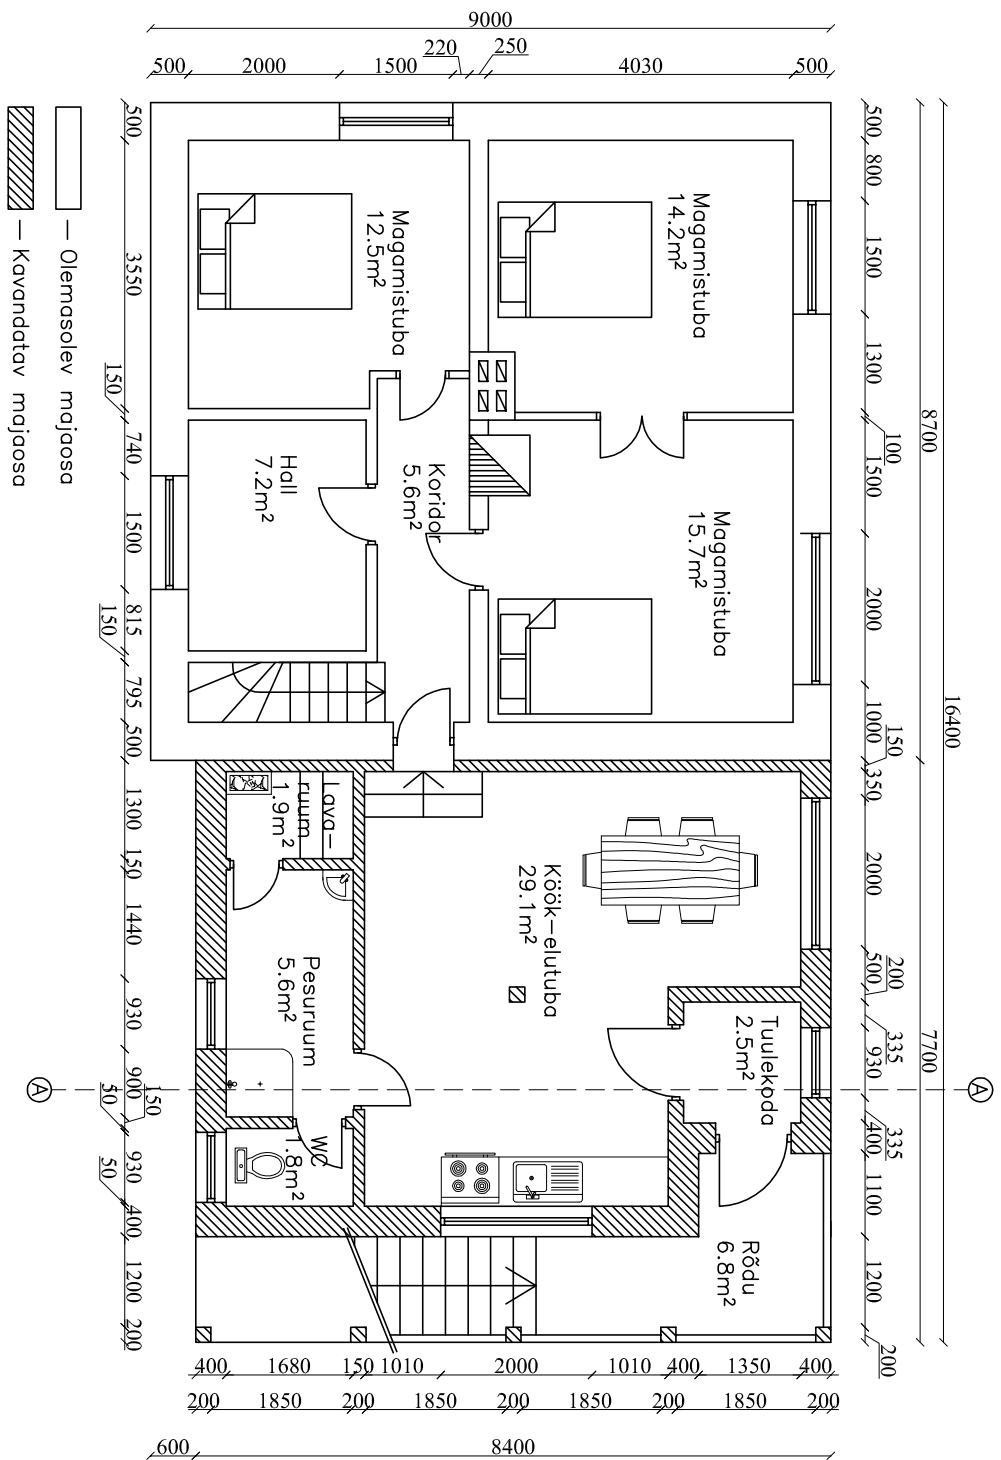 9000
220
250
500
2000
1500
4030
500
500
3550
150
740
1500
815
150
795
500
1300
150
1440
930
900
150
50
930
50
400
1200
200
500
800
1500
1300
100
1500
2000
1000
150
350
2000
200
500
335
930
335
400
1100
1200
200
8700
7700
16400
Magamistuba
12.5m²
Magamistuba
14.2m²
Hall
7.2m²
Koridor
5.6m²
Magamistuba
15.7m²
Lava-
ruum
1.9m²
Köök-elutuba
29.1m²
Pesuruum
5.6m²
Tuulekoda
2.5m²
WC
1.8m²
Rõdu
6.8m²
A
A
400
1680
150
1010
2000
1010
400
1350
400
200
1850
200
1850
200
1850
200
1850
200
600
8400
— Olemasolev majaosa
— Kavandatav majaosa